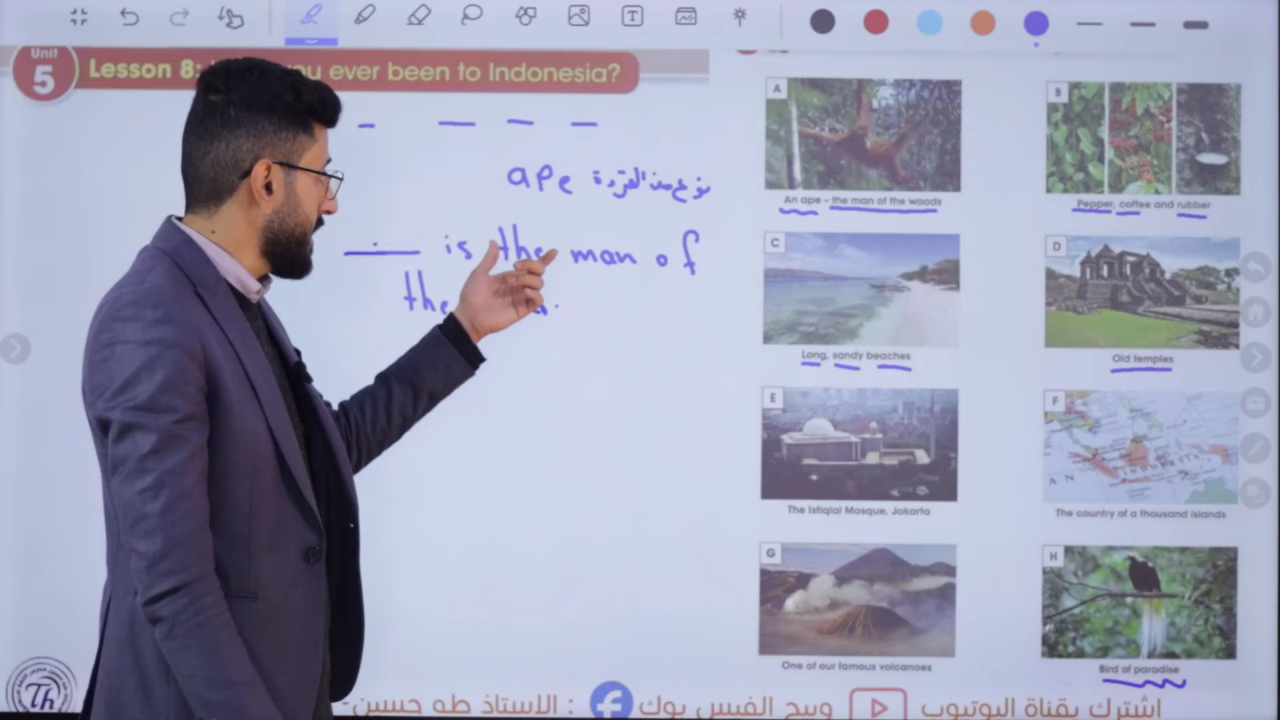 Unit
5
Lesson 8: you ever been to Indonesia?
ape نوع من القردة
is the man of
the
A
An ape - the man of the woods
B
Pepper, coffee and rubber
C
Long, sandy beaches
D
Old temples
E
The Istiqlal Mosque, Jakarta
F
The country of a thousand islands
G
One of our famous volcanoes
H
Bird of paradise
Th
اشترك بقناة اليوتيوب
وبيج الفيس بوك : الاستاذ طه حسين-